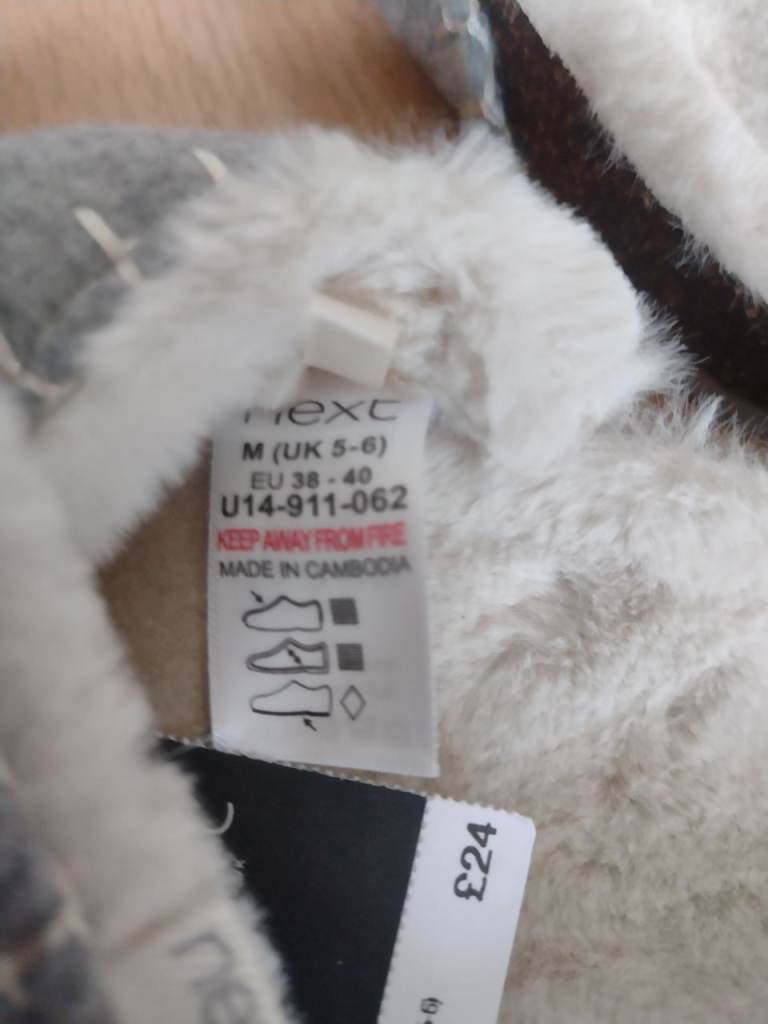 next
M (UK 5-6)
EU 38 - 40
U14-911-062
KEEP AWAY FROM FIRE
MADE IN CAMBODIA
£24